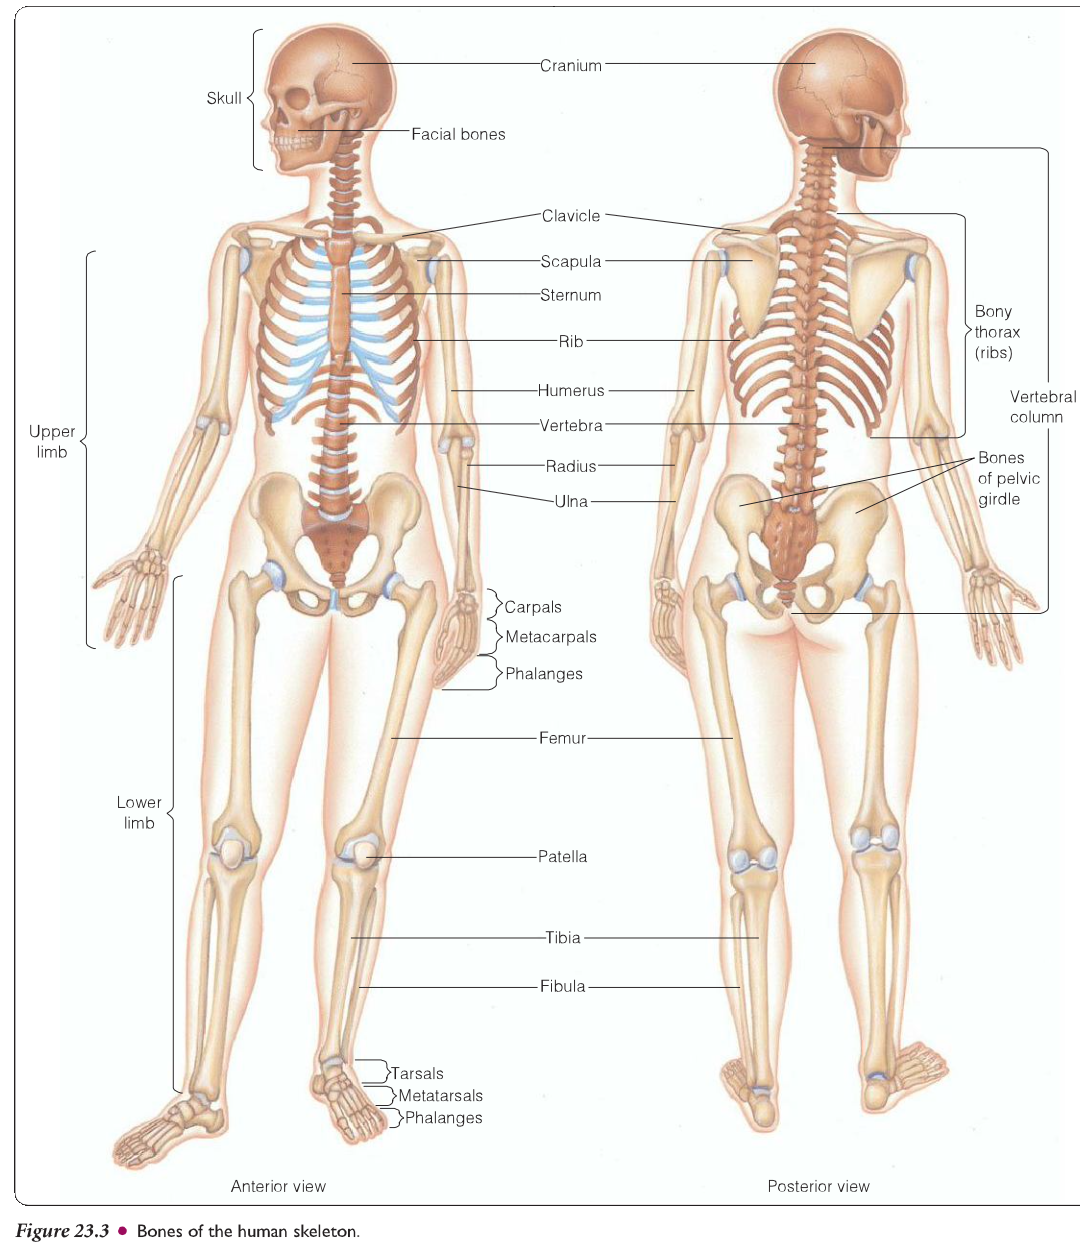 Cranium
Skull
Facial bones
Clavicle
Scapula
Sternum
Bony
thorax
(ribs)
Rib
Humerus
Vertebral
column
Vertebra
Upper
limb
Radius
Bones
of pelvic
girdle
Ulna
Carpals
Metacarpals
Phalanges
Femur
Lower
limb
Patella
Tibia
Fibula
Tarsals
Metatarsals
Phalanges
Anterior view
Posterior view
Figure 23.3 • Bones of the human skeleton.